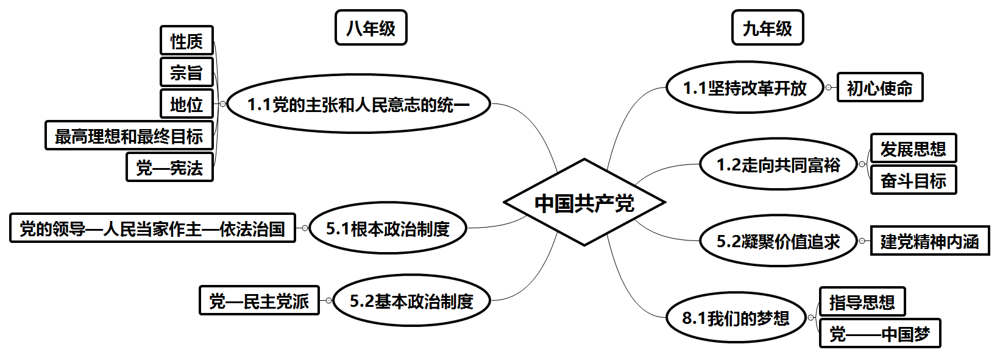 八年级
性质
宗旨
地位
最高理想和最终目标
党—宪法
1.1党的主张和人民意志的统一
党的领导—人民当家作主—依法治国
5.1根本政治制度
党—民主党派
5.2基本政治制度
中国共产党
九年级
1.1坚持改革开放
初心使命
1.2走向共同富裕
发展思想
奋斗目标
5.2凝聚价值追求
建党精神内涵
8.1我们的梦想
指导思想
党——中国梦